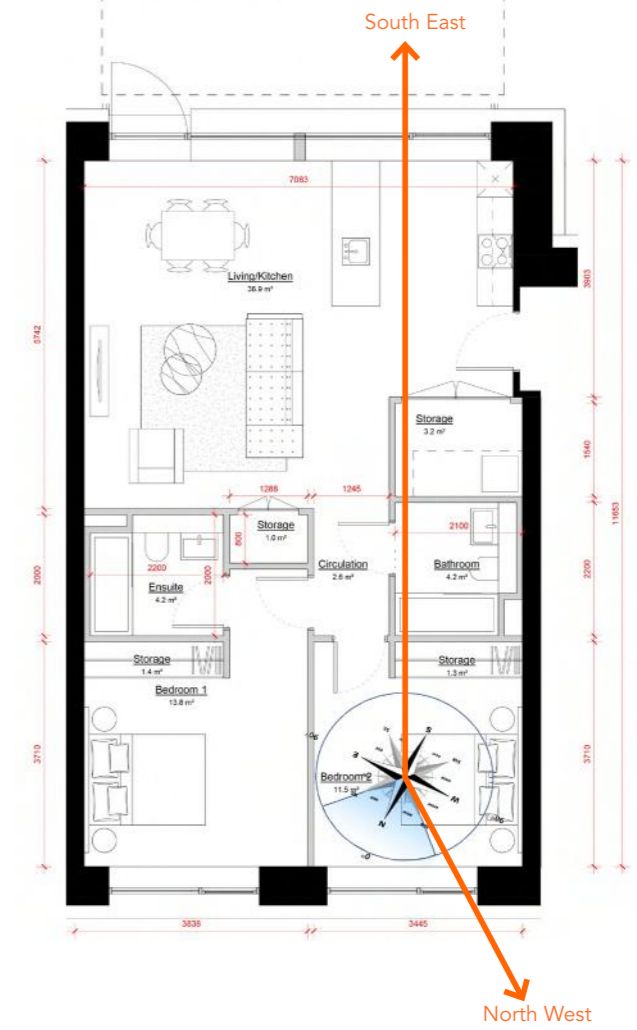 South East
7083
Living/Kitchen
38.9 m²
5742
3903
Storage
3.2 m²
1540
11653
1286
1245
Storage
1.0 m²
800
2100
Circulation
2.6 m²
Bathroom
4.2 m²
2200
2000
2200
2000
Ensuite
4.2 m²
Storage
1.4 m²
Storage
1.3 m²
Bedroom 1
13.8 m²
3710
3710
Bedroom 2
11.5 m²
S
E
W
N
3838
3445
North West